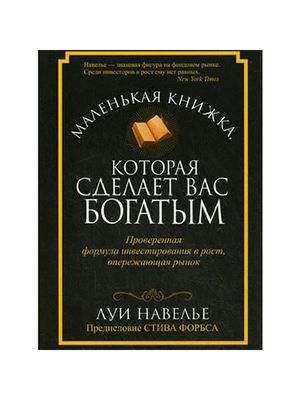 Навелье — знаковая фигура на фондовом рынке.
Среди инвесторов в рост ему нет равных.
New York Times
МАЛЕНЬКАЯ КНИЖКА,
КОТОРАЯ
СДЕЛАЕТ ВАС
БОГАТЫМ
Проверенная
формула инвестирования в рост,
опережающая рынок
ЛУИ НАВЕЛЬЕ
Предисловие СТИВА ФОРБСА